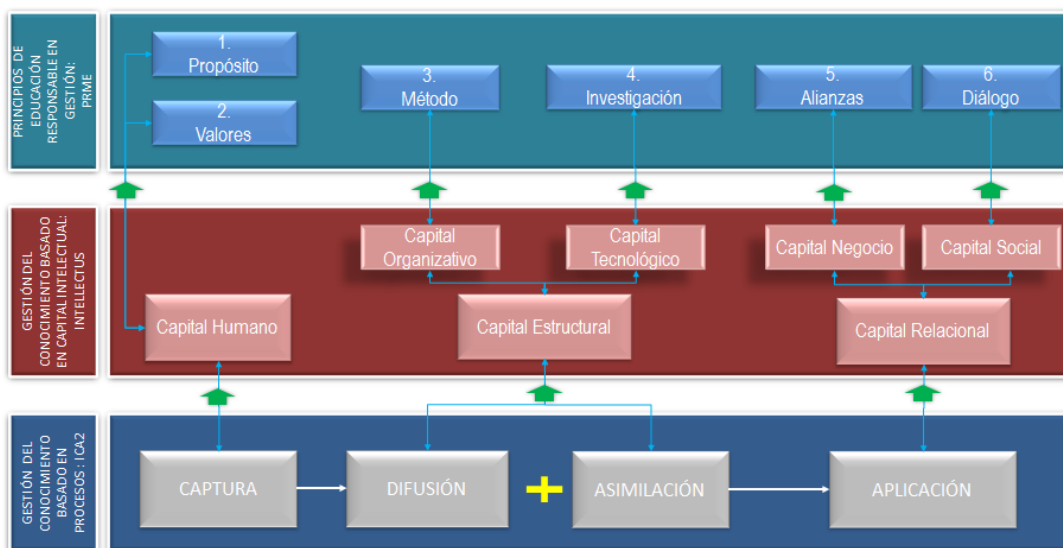 PRINCIPIOS DE
EDUCACIÓN
RESPONSABLE EN
GESTIÓN:
PRME
1.
Propósito
2.
Valores
3.
Método
4.
Investigación
5.
Alianzas
6.
Diálogo
GESTIÓN DEL
CONOCIMIENTO BASADO
EN CAPITAL INTELECTUAL:
INTELLECTUS
Capital
Organizativo
Capital
Tecnológico
Capital Negocio
Capital Social
Capital Humano
Capital Estructural
Capital Relacional
GESTIÓN DEL
CONOCIMIENTO
BASADO EN
PROCESOS : ICA2
CAPTURA
DIFUSIÓN
+
ASIMILACIÓN
APLICACIÓN